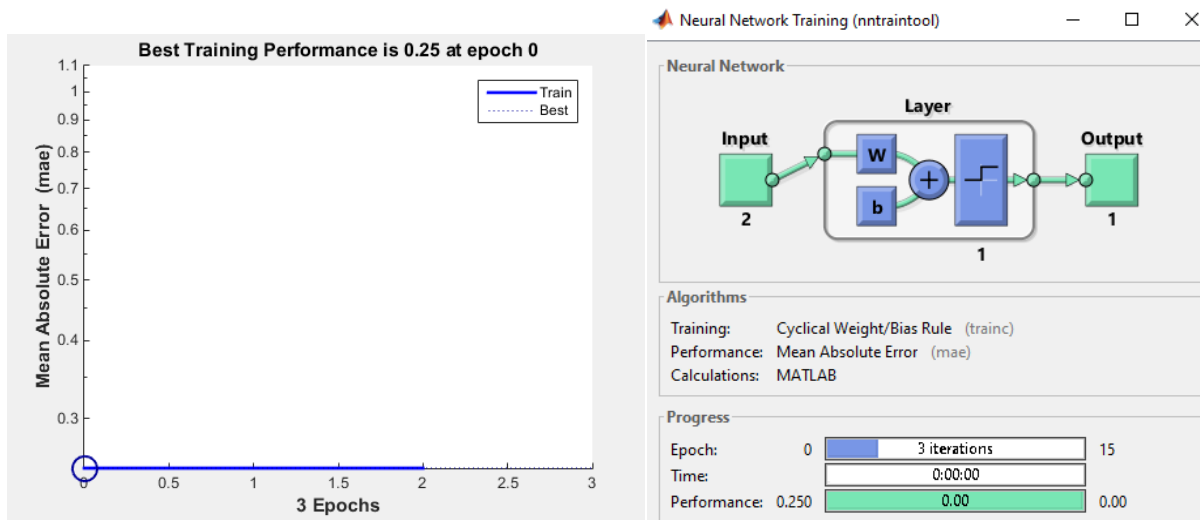 Best Training Performance is 0.25 at epoch 0
Mean Absolute Error (mae)
1.1
1
0.9
0.8
0.7
0.6
0.5
0.4
0.3
Train
Best
0
0.5
1
1.5
2
2.5
3
3 Epochs
Neural Network Training (nntraintool)
Neural Network
Layer
Input
W
b
+
Output
2
1
1
Algorithms
Training: Cyclical Weight/Bias Rule (trainc)
Performance: Mean Absolute Error (mae)
Calculations: MATLAB
Progress
Epoch: 0 3 iterations 15
Time: 0:00:00
Performance: 0.250 0.00 0.00